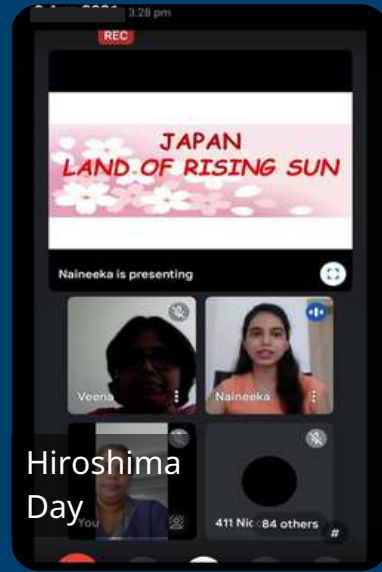 3:28 pm
REC
JAPAN
LAND OF RISING SUN
Naineeka is presenting
Veena
Naineeka
Hiroshima
Day
You
411 Nic 84 others
#